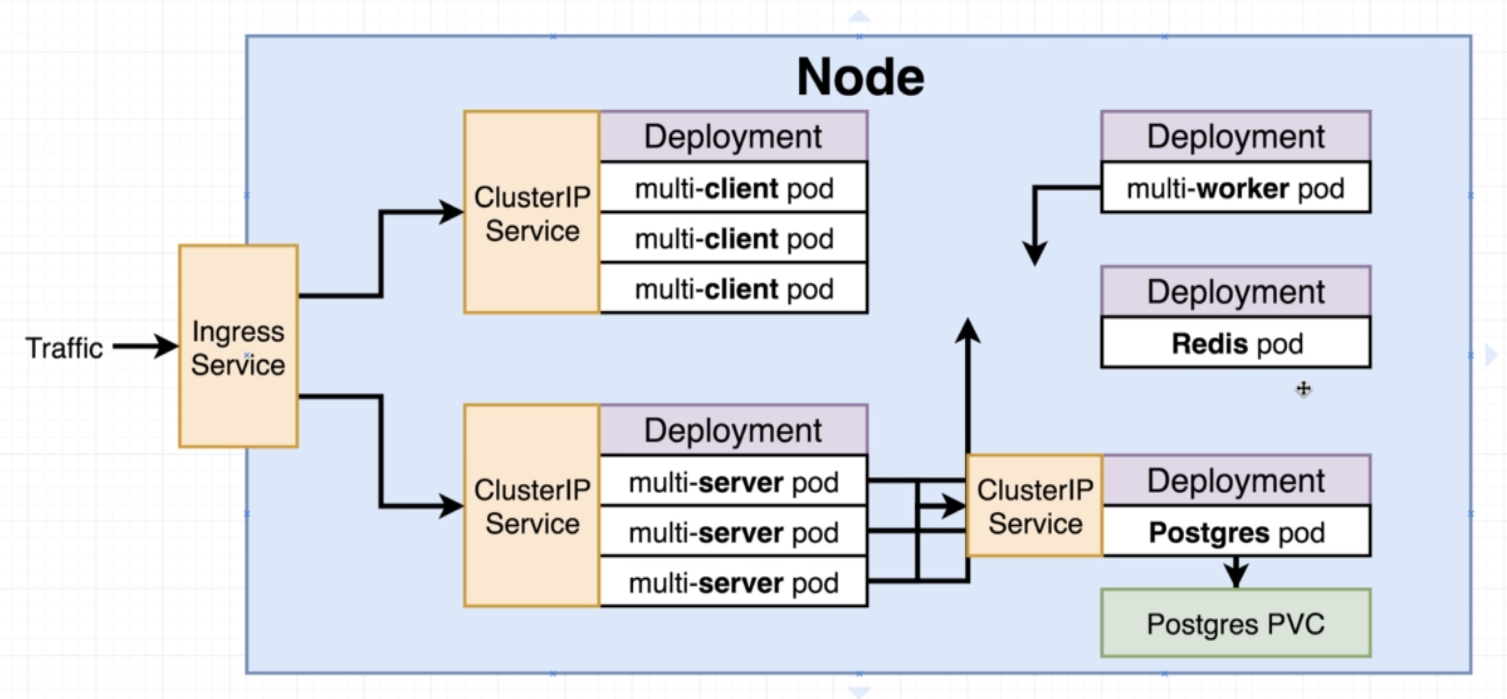 Node
Traffic
Ingress
Service
ClusterIP
Service
Deployment
multi-client pod
multi-client pod
multi-client pod
ClusterIP
Service
Deployment
multi-server pod
multi-server pod
multi-server pod
Deployment
multi-worker pod
Deployment
Redis pod
ClusterIP
Service
Deployment
Postgres pod
Postgres PVC